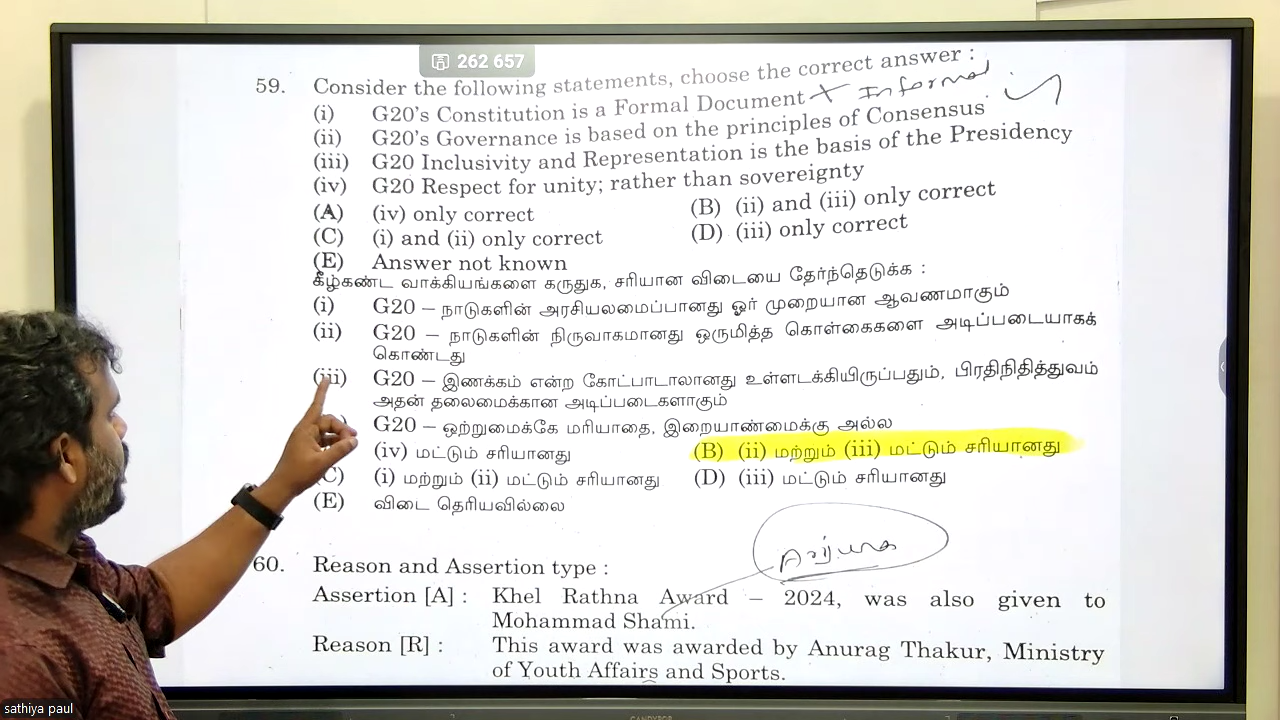 262 657
59. Consider the following statements, choose the correct answer :
(i) G20's Constitution is a Formal Document x Informal
(ii) G20's Governance is based on the principles of Consensus
(iii) G20 Inclusivity and Representation is the basis of the Presidency
(iv) G20 Respect for unity; rather than sovereignty
(A) (iv) only correct (B) (ii) and (iii) only correct
(C) (i) and (ii) only correct (D) (iii) only correct
(E) Answer not known
கீழ்கண்ட வாக்கியங்களை கருதுக, சரியான விடையை தேர்ந்தெடுக்க :
(i) G20 – நாடுகளின் அரசியலமைப்பானது ஓர் முறையான ஆவணமாகும்
(ii) G20 – நாடுகளின் நிருவாகமானது ஒருமித்த கொள்கைகளை அடிப்படையாகக்
கொண்டது
(iii) G20 – இணக்கம் என்ற கோட்பாடாலானது உள்ளடக்கியிருப்பதும், பிரதிநிதித்துவம்
அதன் தலைமைக்கான அடிப்படைகளாகும்
G20 – ஒற்றுமைக்கே மரியாதை, இறையாண்மைக்கு அல்ல
(iv) மட்டும் சரியானது (B) (ii) மற்றும் (iii) மட்டும் சரியானது
(C) (i) மற்றும் (ii) மட்டும் சரியானது (D) (iii) மட்டும் சரியானது
(E) விடை தெரியவில்லை
60. Reason and Assertion type :
Assertion [A] : Khel Rathna Award – 2024, was also given to
Mohammad Shami.
Reason [R] : This award was awarded by Anurag Thakur, Ministry
of Youth Affairs and Sports.
sathiya paul